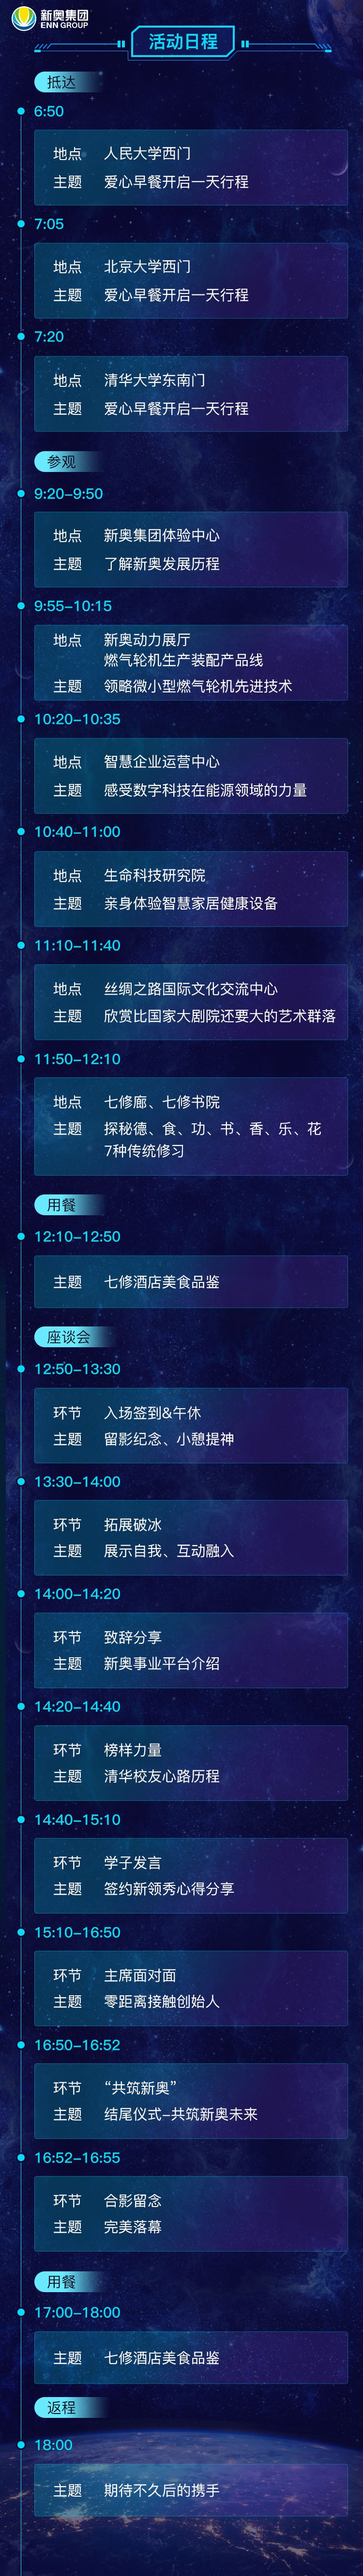 新奥集团
ENN GROUP
活动日程
抵达
6:50
地点 人民大学西门
主题 爱心早餐开启一天行程
7:05
地点 北京大学西门
主题 爱心早餐开启一天行程
7:20
地点 清华大学东南门
主题 爱心早餐开启一天行程
参观
9:20-9:50
地点 新奥集团体验中心
主题 了解新奥发展历程
9:55-10:15
地点 新奥动力展厅
燃气轮机生产装配产品线
主题 领略微小型燃气轮机先进技术
10:20-10:35
地点 智慧企业运营中心
主题 感受数字科技在能源领域的力量
10:40-11:00
地点 生命科技研究院
主题 亲身体验智慧家居健康设备
11:10-11:40
地点 丝绸之路国际文化交流中心
主题 欣赏比国家大剧院还要大的艺术群落
11:50-12:10
地点 七修廊、七修书院
主题 探秘德、食、功、书、香、乐、花
7种传统修习
用餐
12:10-12:50
主题 七修酒店美食品鉴
座谈会
12:50-13:30
环节 入场签到&午休
主题 留影纪念、小憩提神
13:30-14:00
环节 拓展破冰
主题 展示自我、互动融入
14:00-14:20
环节 致辞分享
主题 新奥事业平台介绍
14:20-14:40
环节 榜样力量
主题 清华校友心路历程
14:40-15:10
环节 学子发言
主题 签约新领秀心得分享
15:10-16:50
环节 主席面对面
主题 零距离接触创始人
16:50-16:52
环节 “共筑新奥”
主题 结尾仪式-共筑新奥未来
16:52-16:55
环节 合影留念
主题 完美落幕
用餐
17:00-18:00
主题 七修酒店美食品鉴
返程
18:00
主题 期待不久后的携手